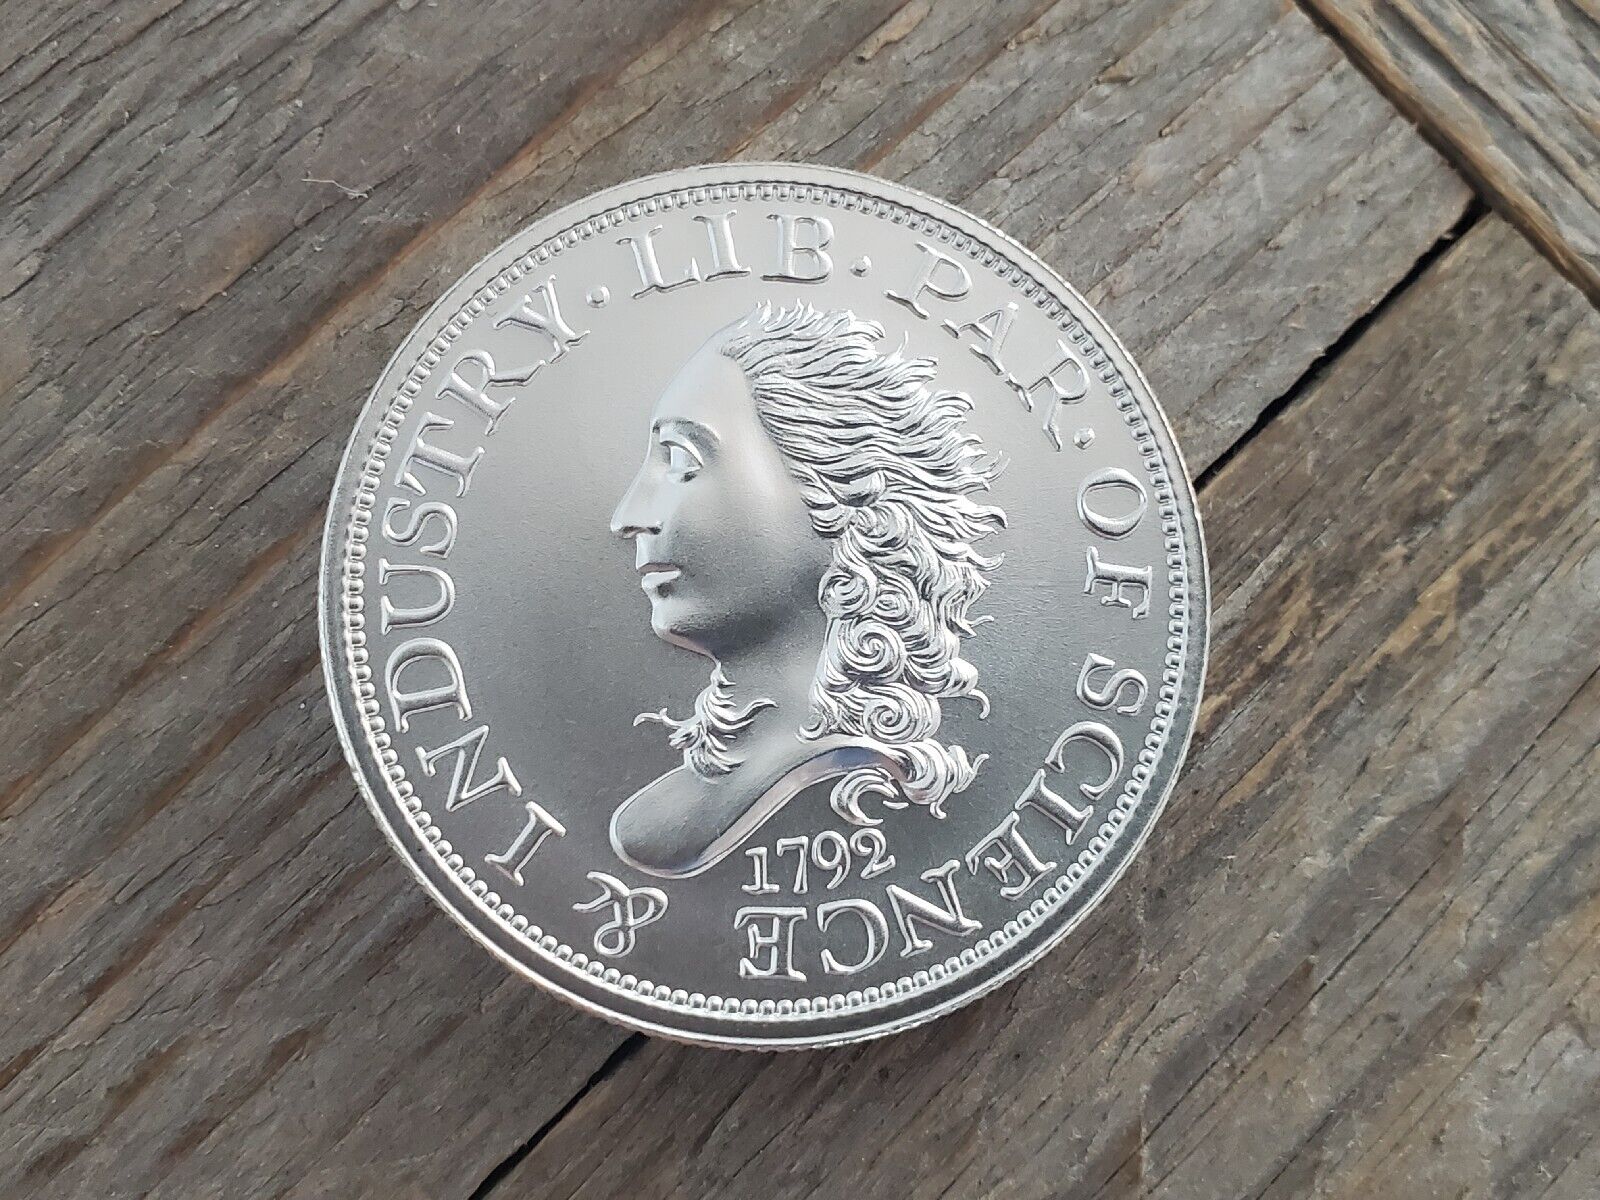 LIB. PAR. OF SCIENCE & INDUSTRY.
1792